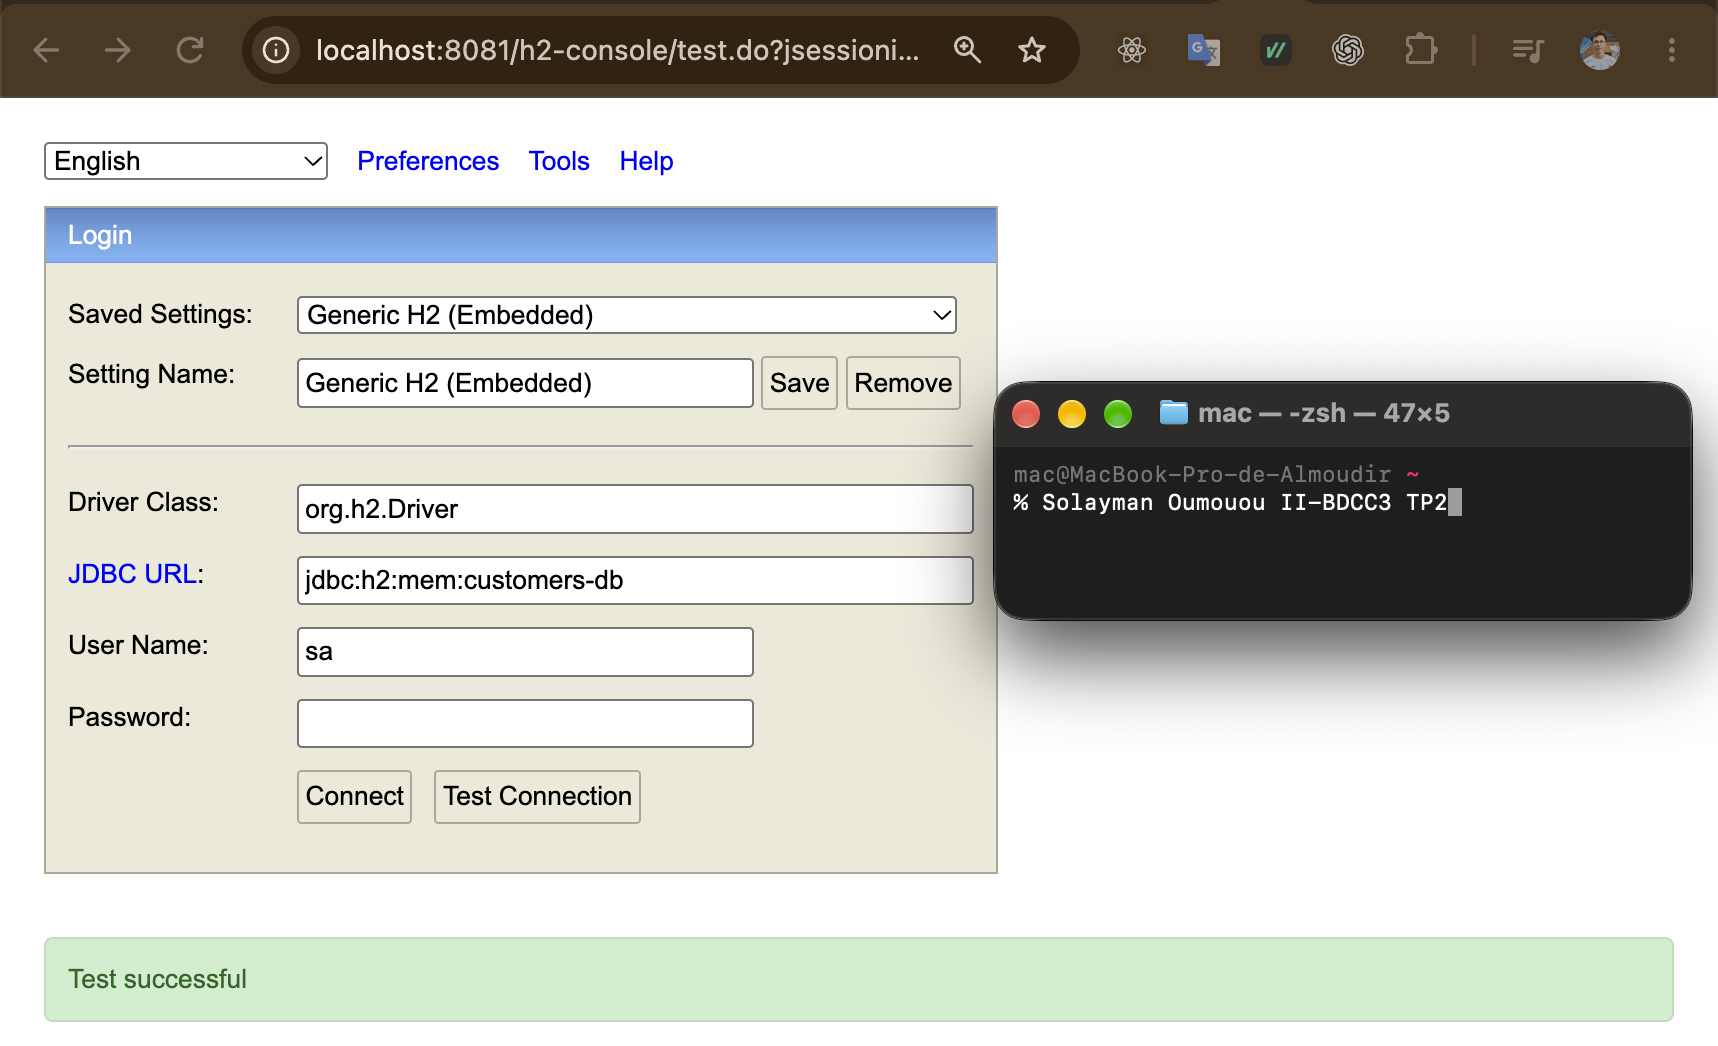 localhost:8081/h2-console/test.do?jsessioni...
English Preferences Tools Help
Login
Saved Settings: Generic H2 (Embedded)
Setting Name: Generic H2 (Embedded) Save Remove
mac — -zsh — 47×5
mac@MacBook-Pro-de-Almoudir ~
% Solayman Oumouou II-BDCC3 TP2
Driver Class: org.h2.Driver
JDBC URL: jdbc:h2:mem:customers-db
User Name: sa
Password:
Connect Test Connection
Test successful